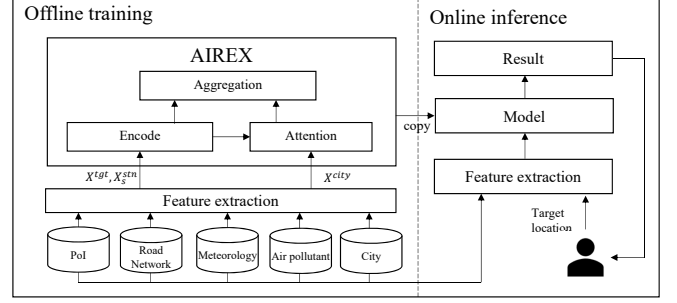 Offline training
Online inference
AIREX
Aggregation
Encode
Attention
X^{tgt}, X_s^{stn}
X^{city}
Feature extraction
PoI
Road
Network
Meteorology
Air pollutant
City
Result
copy
Model
Feature extraction
Target
location